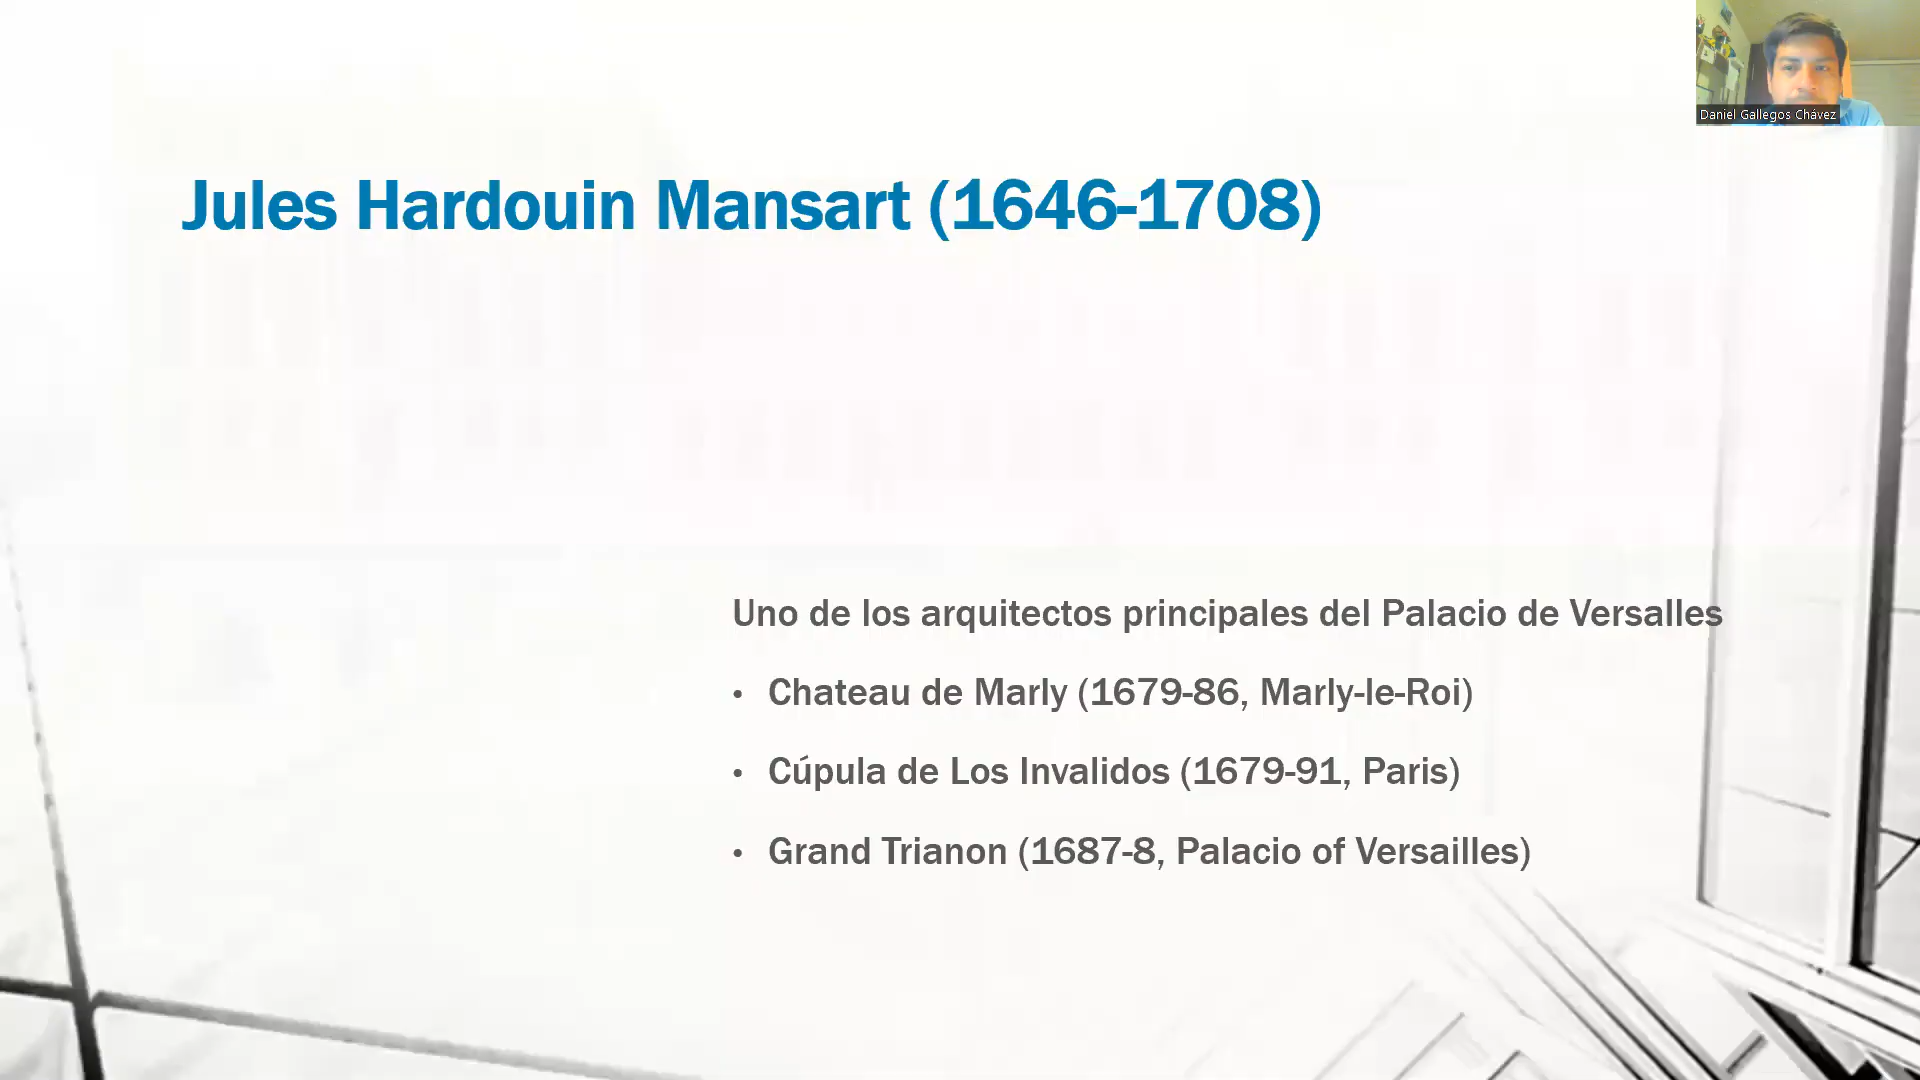 Daniel Gallegos Chávez
Jules Hardouin Mansart (1646-1708)
Uno de los arquitectos principales del Palacio de Versalles
• Chateau de Marly (1679-86, Marly-le-Roi)
• Cúpula de Los Invalidos (1679-91, Paris)
• Grand Trianon (1687-8, Palacio of Versailles)